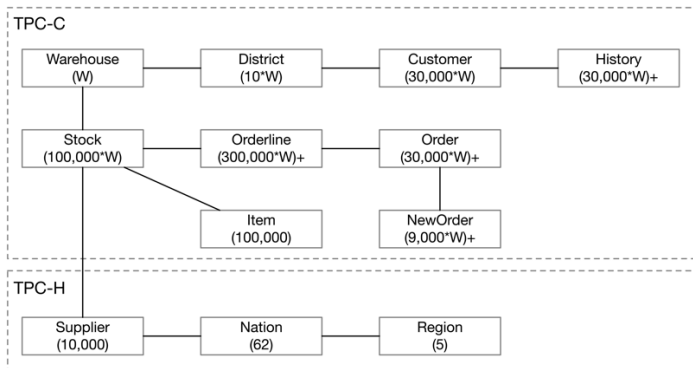 TPC-C
Warehouse
(W)
District
(10*W)
Customer
(30,000*W)
History
(30,000*W)+
Stock
(100,000*W)
Orderline
(300,000*W)+
Order
(30,000*W)+
Item
(100,000)
NewOrder
(9,000*W)+
TPC-H
Supplier
(10,000)
Nation
(62)
Region
(5)